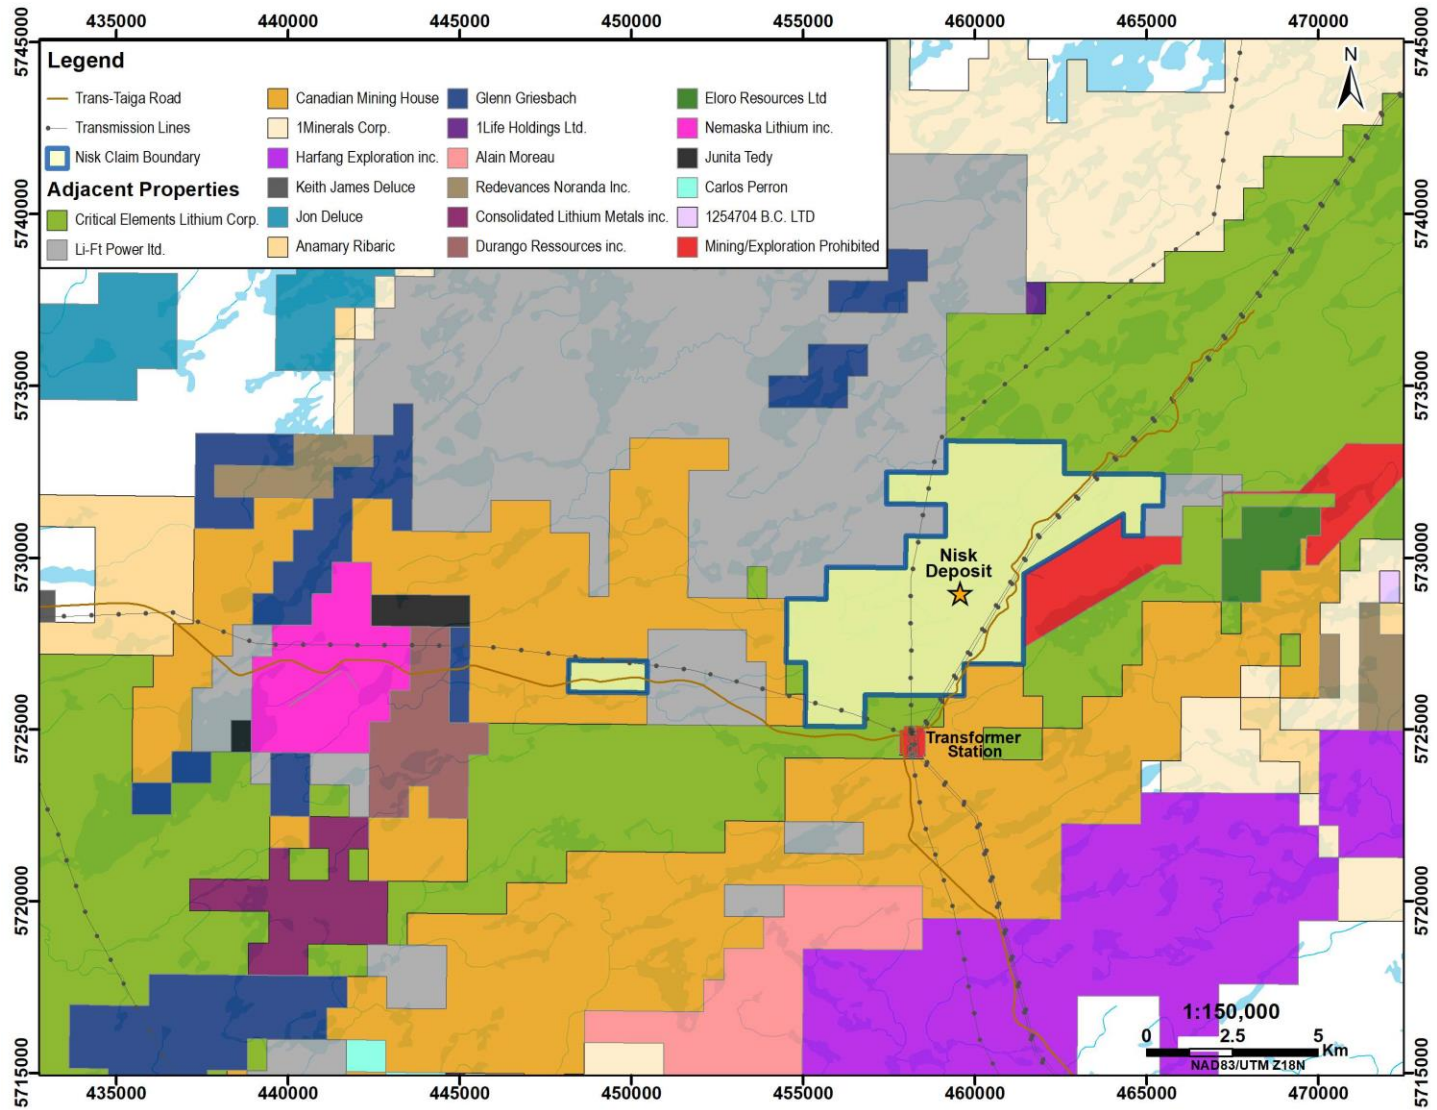 435000 440000 445000 450000 455000 460000 465000 470000
5745000
5745000
Legend
Trans-Taiga Road
Transmission Lines
Nisk Claim Boundary
Adjacent Properties
Critical Elements Lithium Corp.
Li-Ft Power ltd.
Canadian Mining House
1Minerals Corp.
Harfang Exploration inc.
Keith James Deluce
Jon Deluce
Anamary Ribaric
Glenn Griesbach
1Life Holdings Ltd.
Alain Moreau
Redevances Noranda Inc.
Consolidated Lithium Metals inc.
Durango Ressources inc.
Eloro Resources Ltd
Nemaska Lithium inc.
Junita Tedy
Carlos Perron
1254704 B.C. LTD
Mining/Exploration Prohibited
N
5740000
5740000
5735000
5735000
5730000
5730000
Nisk
Deposit
5725000
5725000
Transformer
Station
5720000
5720000
1:150,000
0 2.5 5
Km
NAD83/UTM Z18N
5715000
5715000
435000 440000 445000 450000 455000 460000 465000 470000